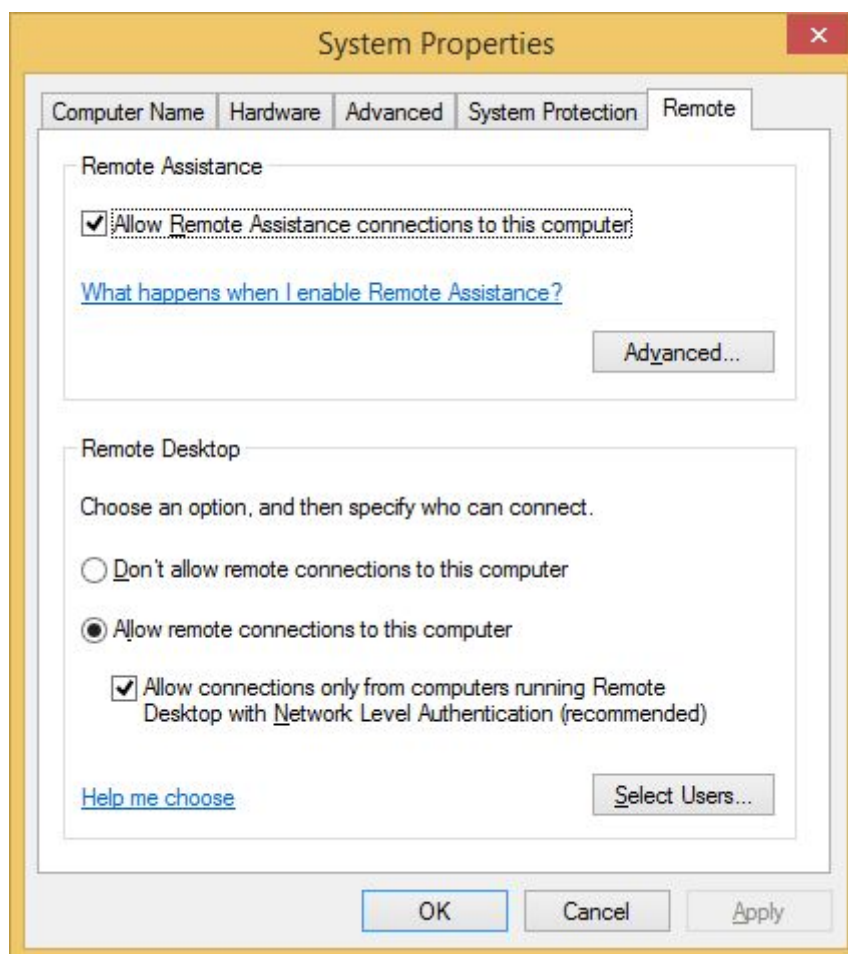 System Properties
Computer Name Hardware Advanced System Protection Remote
Remote Assistance
Allow Remote Assistance connections to this computer
What happens when I enable Remote Assistance?
Advanced...
Remote Desktop
Choose an option, and then specify who can connect.
Don't allow remote connections to this computer
Allow remote connections to this computer
Allow connections only from computers running Remote
Desktop with Network Level Authentication (recommended)
Help me choose Select Users...
OK Cancel Apply